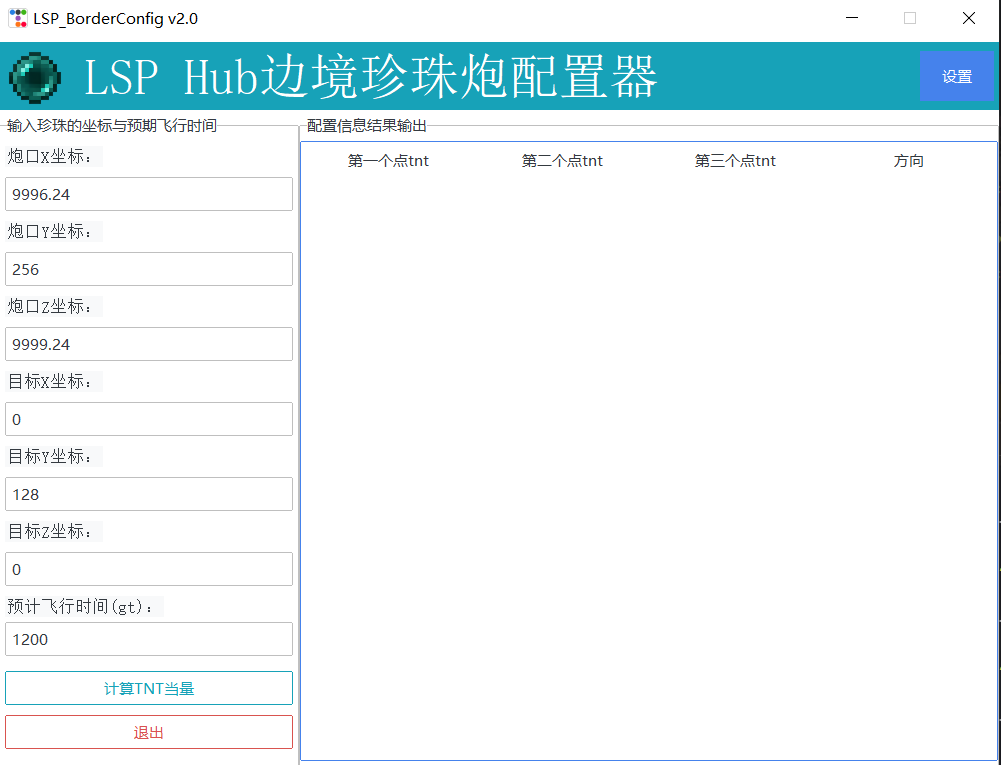 LSP_BorderConfig v2.0
LSP Hub边境珍珠炮配置器
设置
输入珍珠的坐标与预期飞行时间
炮口X坐标：
9996.24
炮口Y坐标：
256
炮口Z坐标：
9999.24
目标X坐标：
0
目标Y坐标：
128
目标Z坐标：
0
预计飞行时间(gt)：
1200
计算TNT当量
退出
配置信息结果输出
第一个点tnt 第二个点tnt 第三个点tnt 方向